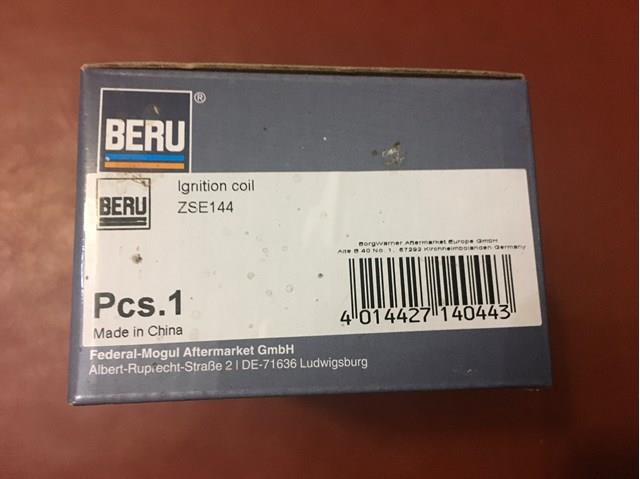 BERU®
BERU
Ignition coil
ZSE144
BorgWarner Aftermarket Europe GmbH
Alte B 40 No. 1, 67292 Kirchheimbolanden Germany
Pcs.1
Made in China
4 014427 140443
Federal-Mogul Aftermarket GmbH
Albert-Ruprecht-Straße 2 I DE-71636 Ludwigsburg